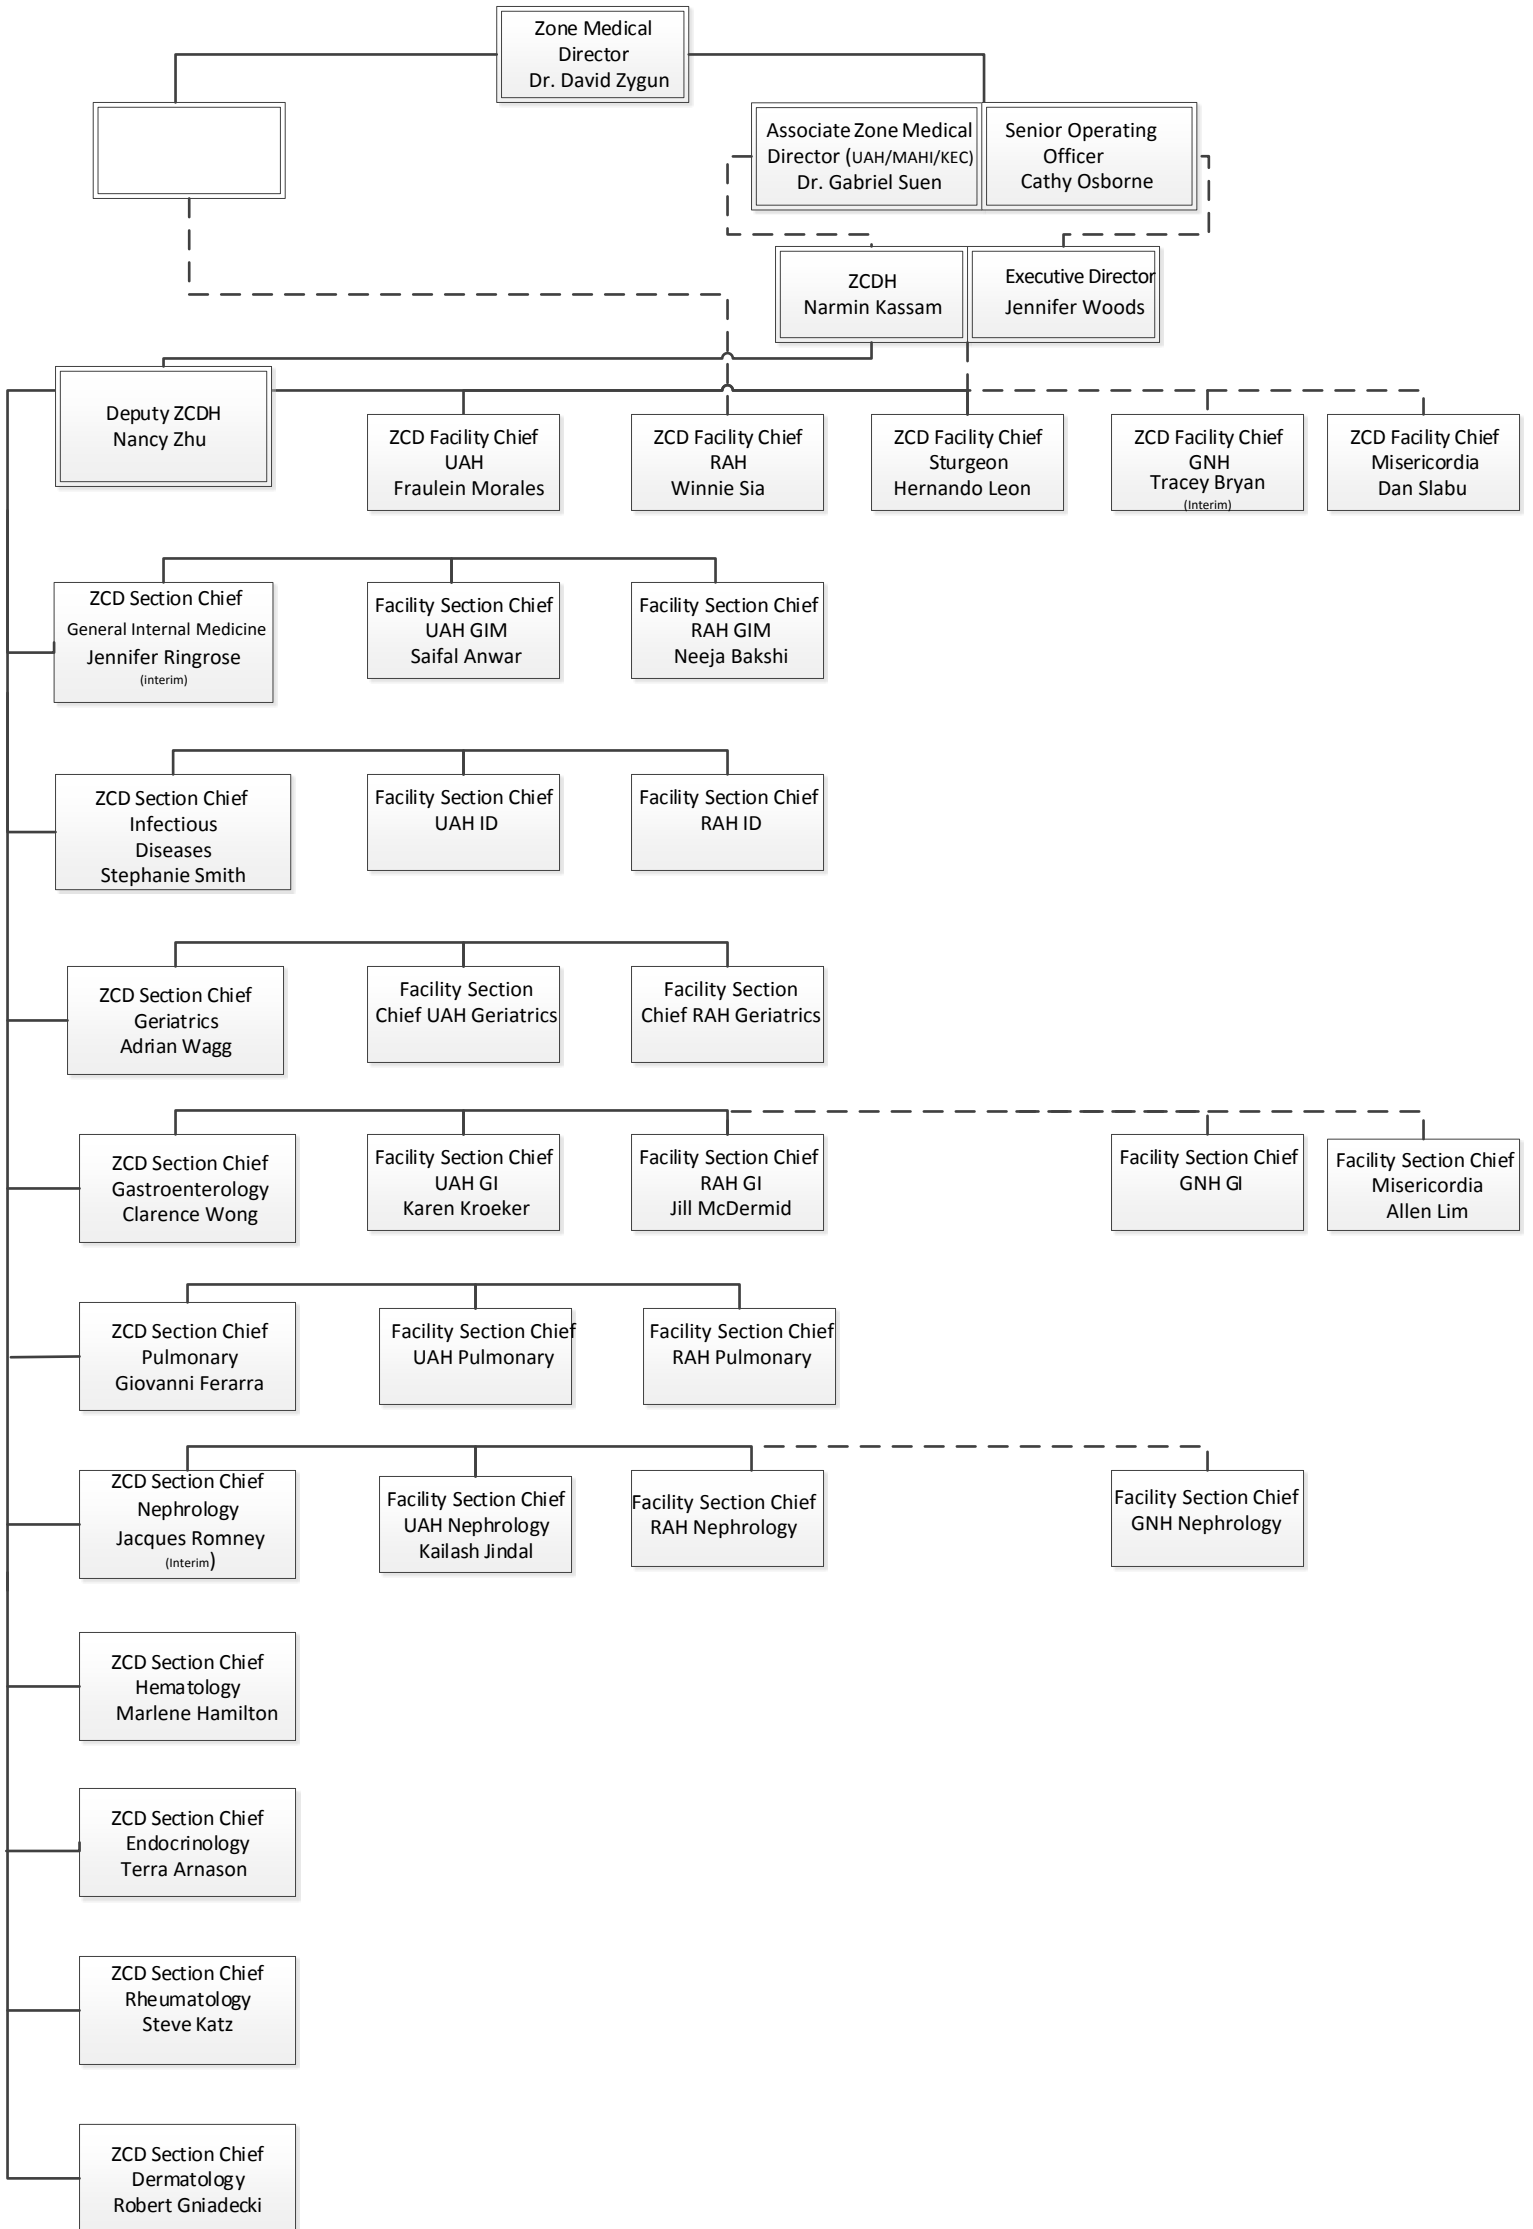 Zone Medical
Director
Dr. David Zygun
Associate Zone Medical
Director (UAH/MAHI/KEC)
Dr. Gabriel Suen
Senior Operating
Officer
Cathy Osborne
ZCDH
Narmin Kassam
Executive Director
Jennifer Woods
Deputy ZCDH
Nancy Zhu
ZCD Facility Chief
UAH
Fraulein Morales
ZCD Facility Chief
RAH
Winnie Sia
ZCD Facility Chief
Sturgeon
Hernando Leon
ZCD Facility Chief
GNH
Tracey Bryan
(Interim)
ZCD Facility Chief
Misericordia
Dan Slabu
ZCD Section Chief
General Internal Medicine
Jennifer Ringrose
(interim)
Facility Section Chief
UAH GIM
Saifal Anwar
Facility Section Chief
RAH GIM
Neeja Bakshi
ZCD Section Chief
Infectious
Diseases
Stephanie Smith
Facility Section Chief
UAH ID
Facility Section Chief
RAH ID
ZCD Section Chief
Geriatrics
Adrian Wagg
Facility Section
Chief UAH Geriatrics
Facility Section
Chief RAH Geriatrics
ZCD Section Chief
Gastroenterology
Clarence Wong
Facility Section Chief
UAH GI
Karen Kroeker
Facility Section Chief
RAH GI
Jill McDermid
Facility Section Chief
GNH GI
Facility Section Chief
Misericordia
Allen Lim
ZCD Section Chief
Pulmonary
Giovanni Ferarra
Facility Section Chief
UAH Pulmonary
Facility Section Chief
RAH Pulmonary
ZCD Section Chief
Nephrology
Jacques Romney
(Interim)
Facility Section Chief
UAH Nephrology
Kailash Jindal
Facility Section Chief
RAH Nephrology
Facility Section Chief
GNH Nephrology
ZCD Section Chief
Hematology
Marlene Hamilton
ZCD Section Chief
Endocrinology
Terra Arnason
ZCD Section Chief
Rheumatology
Steve Katz
ZCD Section Chief
Dermatology
Robert Gniadecki